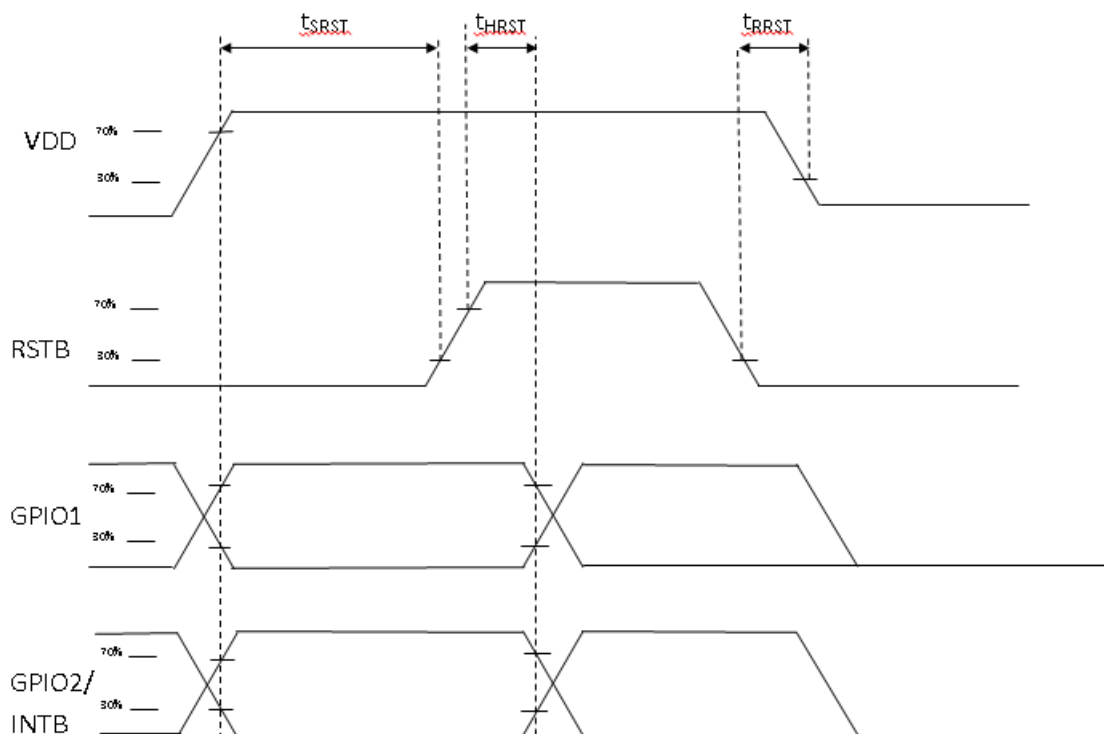 tSRST tHRST tRRST
70%
VDD
30%
70%
RSTB
30%
70%
GPIO1
30%
70%
GPIO2/
30%
INTB